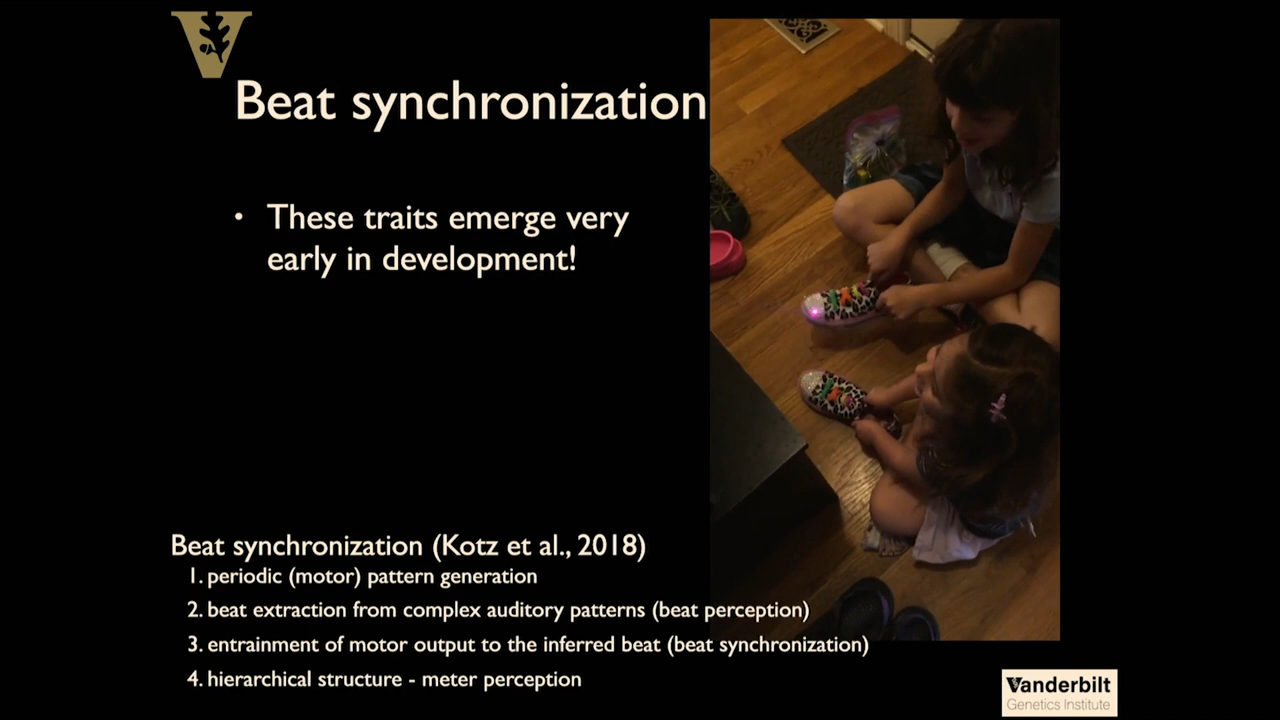 Beat synchronization
• These traits emerge very
early in development!
Beat synchronization (Kotz et al., 2018)
1. periodic (motor) pattern generation
2. beat extraction from complex auditory patterns (beat perception)
3. entrainment of motor output to the inferred beat (beat synchronization)
4. hierarchical structure - meter perception
Vanderbilt
Genetics Institute